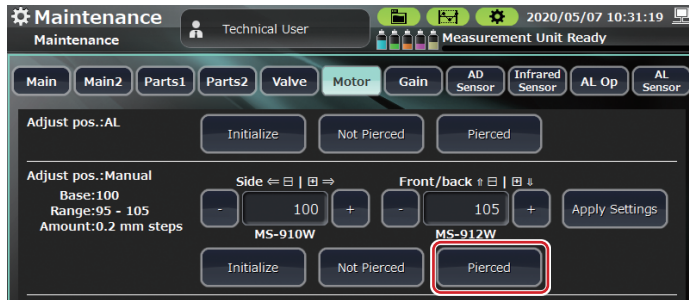 Maintenance
Maintenance
Technical User
2020/05/07 10:31:19
Measurement Unit Ready
Main Main2 Parts1 Parts2 Valve Motor Gain AD Sensor Infrared Sensor AL Op AL Sensor
Adjust pos.:AL
Initialize Not Pierced Pierced
Adjust pos.:Manual
Base:100
Range:95 - 105
Amount:0.2 mm steps
Side ⇐ ⊟ | ⊞ ⇒ Front/back ⇑ ⊟ | ⊞ ⇓
- 100 + - 105 + Apply Settings
MS-910W MS-912W
Initialize Not Pierced Pierced